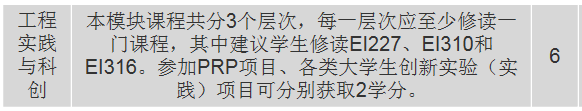 工程
实践
与科
创
本模块课程共分3个层次，每一层次应至少修读一
门课程，其中建议学生修读EI227、EI310和
EI316。参加PRP项目、各类大学生创新实验（实
践）项目可分别获取2学分。
6